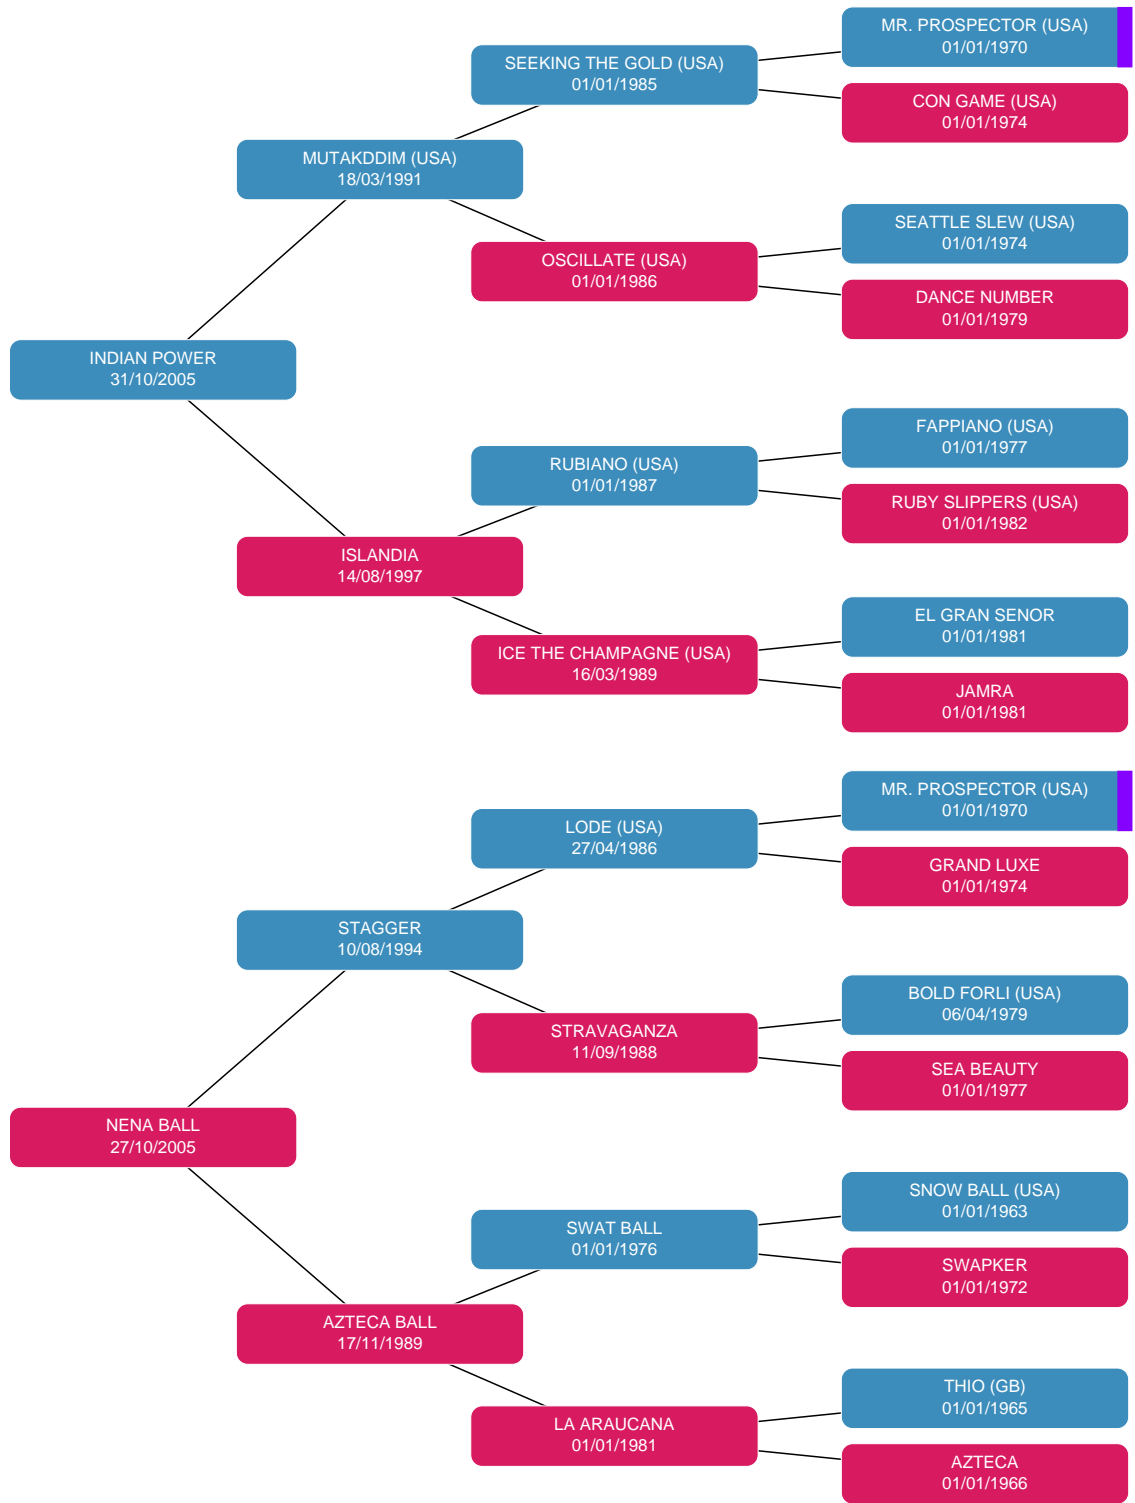 MR. PROSPECTOR (USA)
01/01/1970
SEEKING THE GOLD (USA)
01/01/1985
CON GAME (USA)
01/01/1974
MUTAKDDIM (USA)
18/03/1991
SEATTLE SLEW (USA)
01/01/1974
OSCILLATE (USA)
01/01/1986
DANCE NUMBER
01/01/1979
INDIAN POWER
31/10/2005
FAPPIANO (USA)
01/01/1977
RUBIANO (USA)
01/01/1987
RUBY SLIPPERS (USA)
01/01/1982
ISLANDIA
14/08/1997
EL GRAN SENOR
01/01/1981
ICE THE CHAMPAGNE (USA)
16/03/1989
JAMRA
01/01/1981
MR. PROSPECTOR (USA)
01/01/1970
LODE (USA)
27/04/1986
GRAND LUXE
01/01/1974
STAGGER
10/08/1994
BOLD FORLI (USA)
06/04/1979
STRAVAGANZA
11/09/1988
SEA BEAUTY
01/01/1977
NENA BALL
27/10/2005
SNOW BALL (USA)
01/01/1963
SWAT BALL
01/01/1976
SWAPKER
01/01/1972
AZTECA BALL
17/11/1989
THIO (GB)
01/01/1965
LA ARAUCANA
01/01/1981
AZTECA
01/01/1966